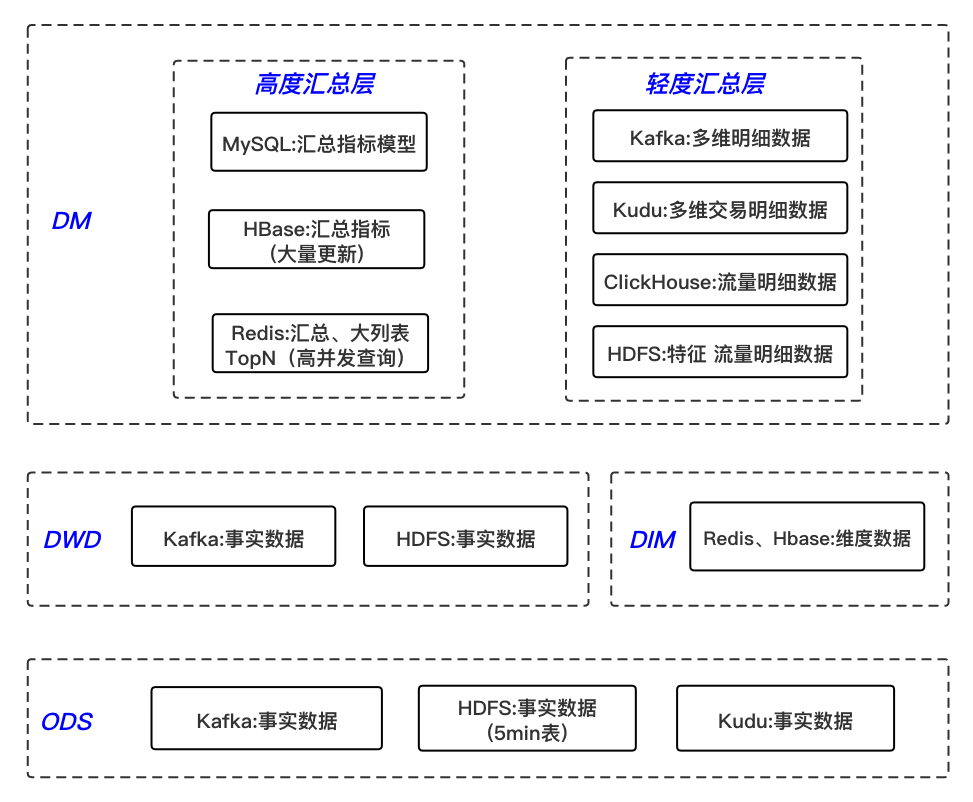 DM
高度汇总层
MySQL:汇总指标模型
HBase:汇总指标
(大量更新)
Redis:汇总、大列表
TopN（高并发查询）
轻度汇总层
Kafka:多维明细数据
Kudu:多维交易明细数据
ClickHouse:流量明细数据
HDFS:特征 流量明细数据
DWD
Kafka:事实数据
HDFS:事实数据
DIM
Redis、Hbase:维度数据
ODS
Kafka:事实数据
HDFS:事实数据
（5min表）
Kudu:事实数据